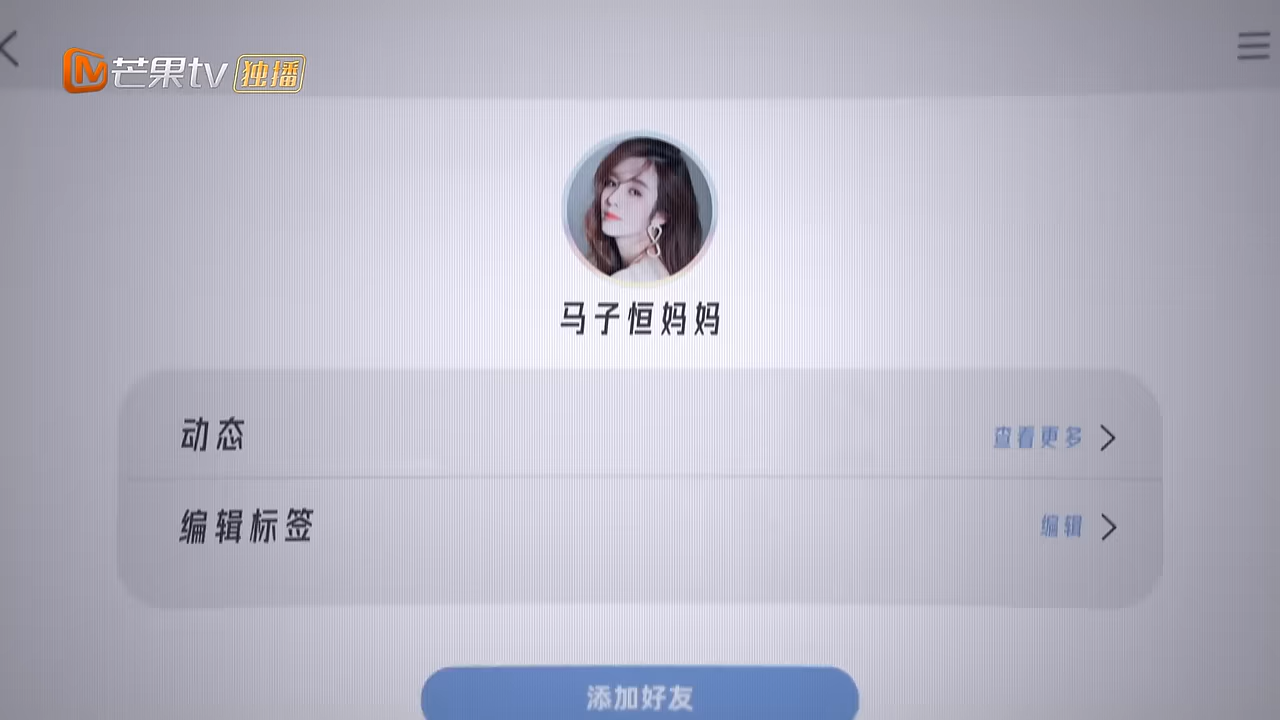 芒果tv 独播
马子恒妈妈
动态 查看更多
编辑标签 编辑
添加好友